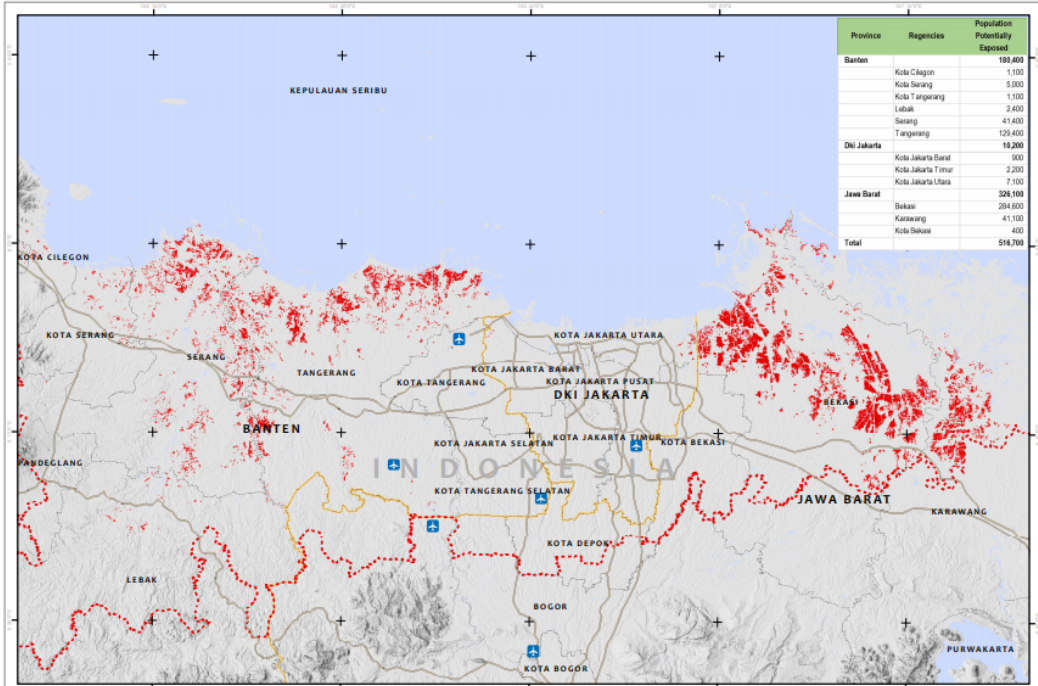 Province Regencies Population Potentially Exposed
Banten 180,400
Kota Cilegon 1,100
Kota Serang 5,000
Kota Tangerang 1,100
Lebak 2,400
Serang 41,400
Tangerang 129,400
Dki Jakarta 10,200
Kota Jakarta Barat 900
Kota Jakarta Timur 2,200
Kota Jakarta Utara 7,100
Jawa Barat 326,100
Bekasi 284,600
Karawang 41,100
Kota Bekasi 400
Total 516,700
KEPULAUAN SERIBU
KOTA CILEGON
KOTA SERANG
KOTA JAKARTA UTARA
SERANG
TANGERANG
KOTA JAKARTA BARAT
KOTA TANGERANG
KOTA JAKARTA PUSAT
DKI JAKARTA
BEKASI
BANTEN
KOTA JAKARTA SELATAN
KOTA JAKARTA TIMUR
KOTA BEKASI
PANDEGLANG
INDONESIA
KOTA TANGERANG SELATAN
JAWA BARAT
KARAWANG
KOTA DEPOK
LEBAK
BOGOR
PURWAKARTA
KOTA BOGOR